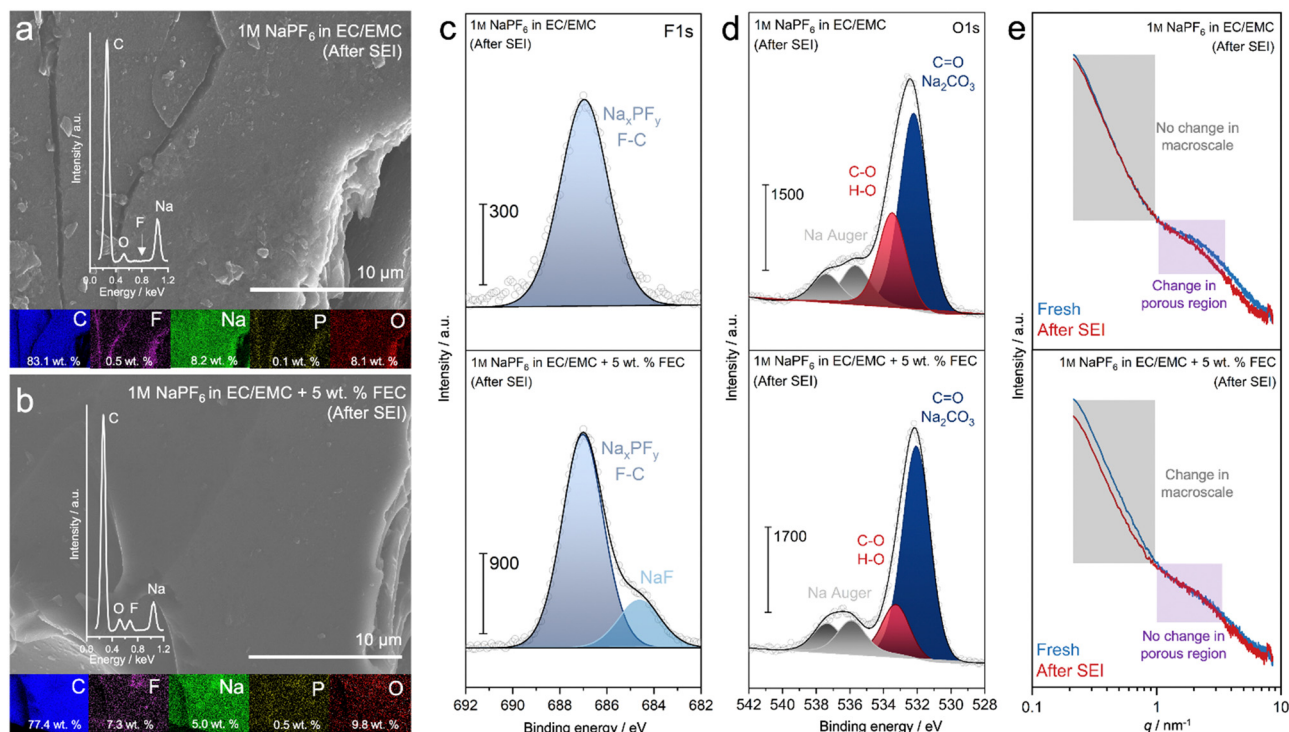 a
1M NaPF₆ in EC/EMC
(After SEI)
C
O
F
Na
Intensity / a.u.
0.0 0.4 0.8 1.2
Energy / keV
10 µm
C
83.1 wt. %
F
0.5 wt. %
Na
8.2 wt. %
P
0.1 wt. %
O
8.1 wt. %
b
1M NaPF₆ in EC/EMC + 5 wt. % FEC
(After SEI)
C
O F
Na
Intensity / a.u.
0.0 0.4 0.8 1.2
Energy / keV
10 µm
C
77.4 wt. %
F
7.3 wt. %
Na
5.0 wt. %
P
0.5 wt. %
O
9.8 wt. %
c
1M NaPF₆ in EC/EMC
(After SEI)
F1s
NaₓPFᵧ
F-C
300
Intensity / a.u.
1M NaPF₆ in EC/EMC + 5 wt. % FEC
(After SEI)
NaₓPFᵧ
F-C
900
NaF
692 690 688 686 684 682
Binding energy / eV
d
1M NaPF₆ in EC/EMC
(After SEI)
O1s
C=O
Na₂CO₃
C-O
H-O
1500
Na Auger
Intensity / a.u.
1M NaPF₆ in EC/EMC + 5 wt. % FEC
(After SEI)
C=O
Na₂CO₃
1700
C-O
H-O
Na Auger
542 540 538 536 534 532 530 528
Binding energy / eV
e
1M NaPF₆ in EC/EMC
(After SEI)
No change in
macroscale
Change in
porous region
Fresh
After SEI
Intensity / a.u.
1M NaPF₆ in EC/EMC + 5 wt. % FEC
(After SEI)
Change in
macroscale
No change in
porous region
Fresh
After SEI
0.1 1 10
q / nm⁻¹